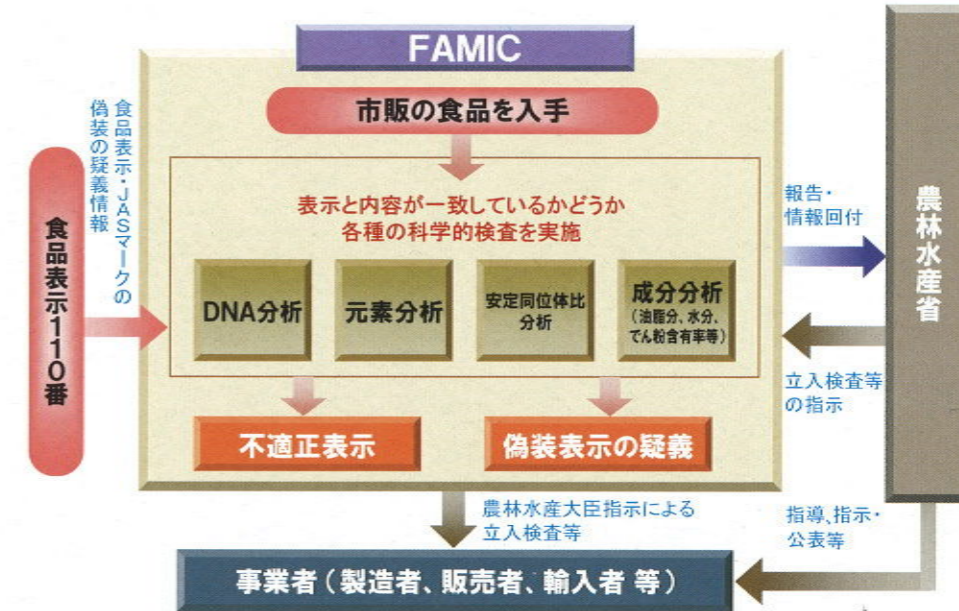 FAMIC
市販の食品を入手
食品表示・JASマークの
偽装の疑義情報
食品表示110番
表示と内容が一致しているかどうか
各種の科学的検査を実施
DNA分析
元素分析
安定同位体比
分析
成分分析
(油脂分、水分、
でん粉含有率等)
不適正表示
偽装表示の疑義
報告・
情報回付
農林水産省
立入検査等
の指示
農林水産大臣指示による
立入検査等
指導、指示・
公表等
事業者(製造者、販売者、輸入者 等)